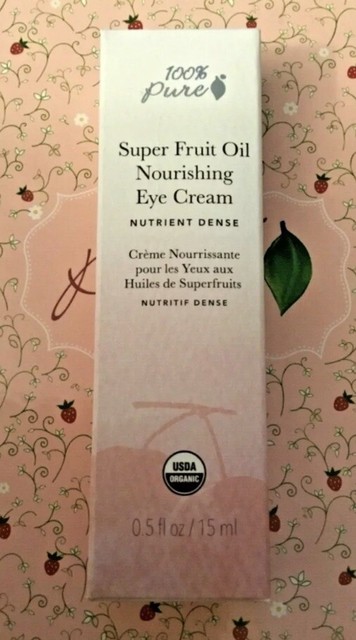 100%
pure
Super Fruit Oil
Nourishing
Eye Cream
NUTRIENT DENSE
Crème Nourrissante
pour les Yeux aux
Huiles de Superfruits
NUTRITIF DENSE
USDA
ORGANIC
0.5 fl oz / 15 ml